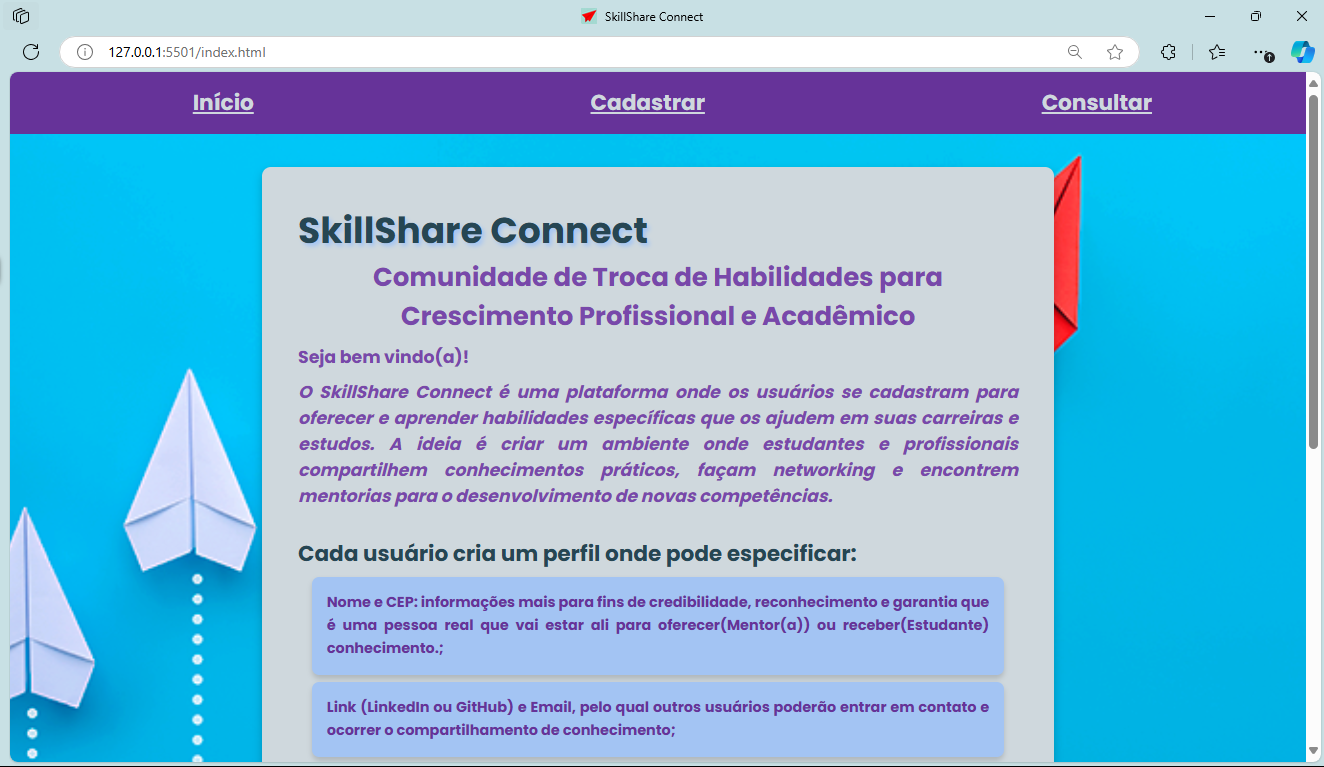 SkillShare Connect
127.0.0.1:5501/index.html
Início Cadastrar Consultar
SkillShare Connect
Comunidade de Troca de Habilidades para
Crescimento Profissional e Acadêmico
Seja bem vindo(a)!
O SkillShare Connect é uma plataforma onde os usuários se cadastram para
oferecer e aprender habilidades específicas que os ajudem em suas carreiras e
estudos. A ideia é criar um ambiente onde estudantes e profissionais
compartilhem conhecimentos práticos, façam networking e encontrem
mentorias para o desenvolvimento de novas competências.
Cada usuário cria um perfil onde pode especificar:
Nome e CEP: informações mais para fins de credibilidade, reconhecimento e garantia que
é uma pessoa real que vai estar ali para oferecer(Mentor(a)) ou receber(Estudante)
conhecimento.;
Link (LinkedIn ou GitHub) e Email, pelo qual outros usuários poderão entrar em contato e
ocorrer o compartilhamento de conhecimento;